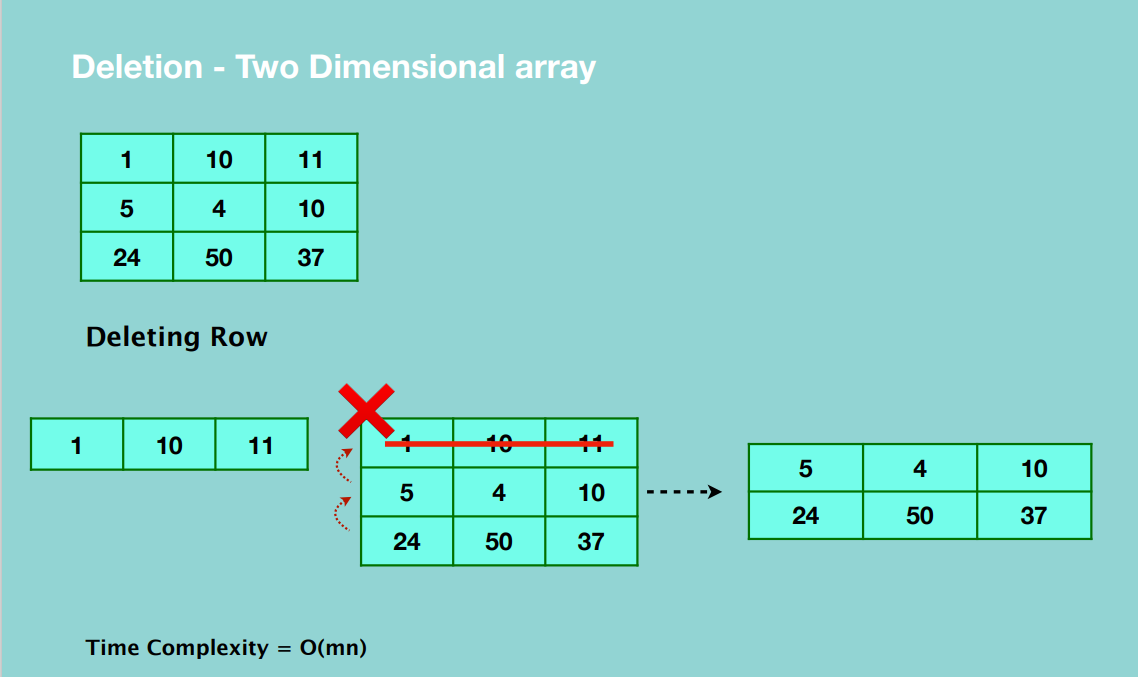 Deletion - Two Dimensional array
1 10 11
5 4 10
24 50 37
Deleting Row
1 10 11
1 10 11
5 4 10
24 50 37
5 4 10
24 50 37
Time Complexity = O(mn)